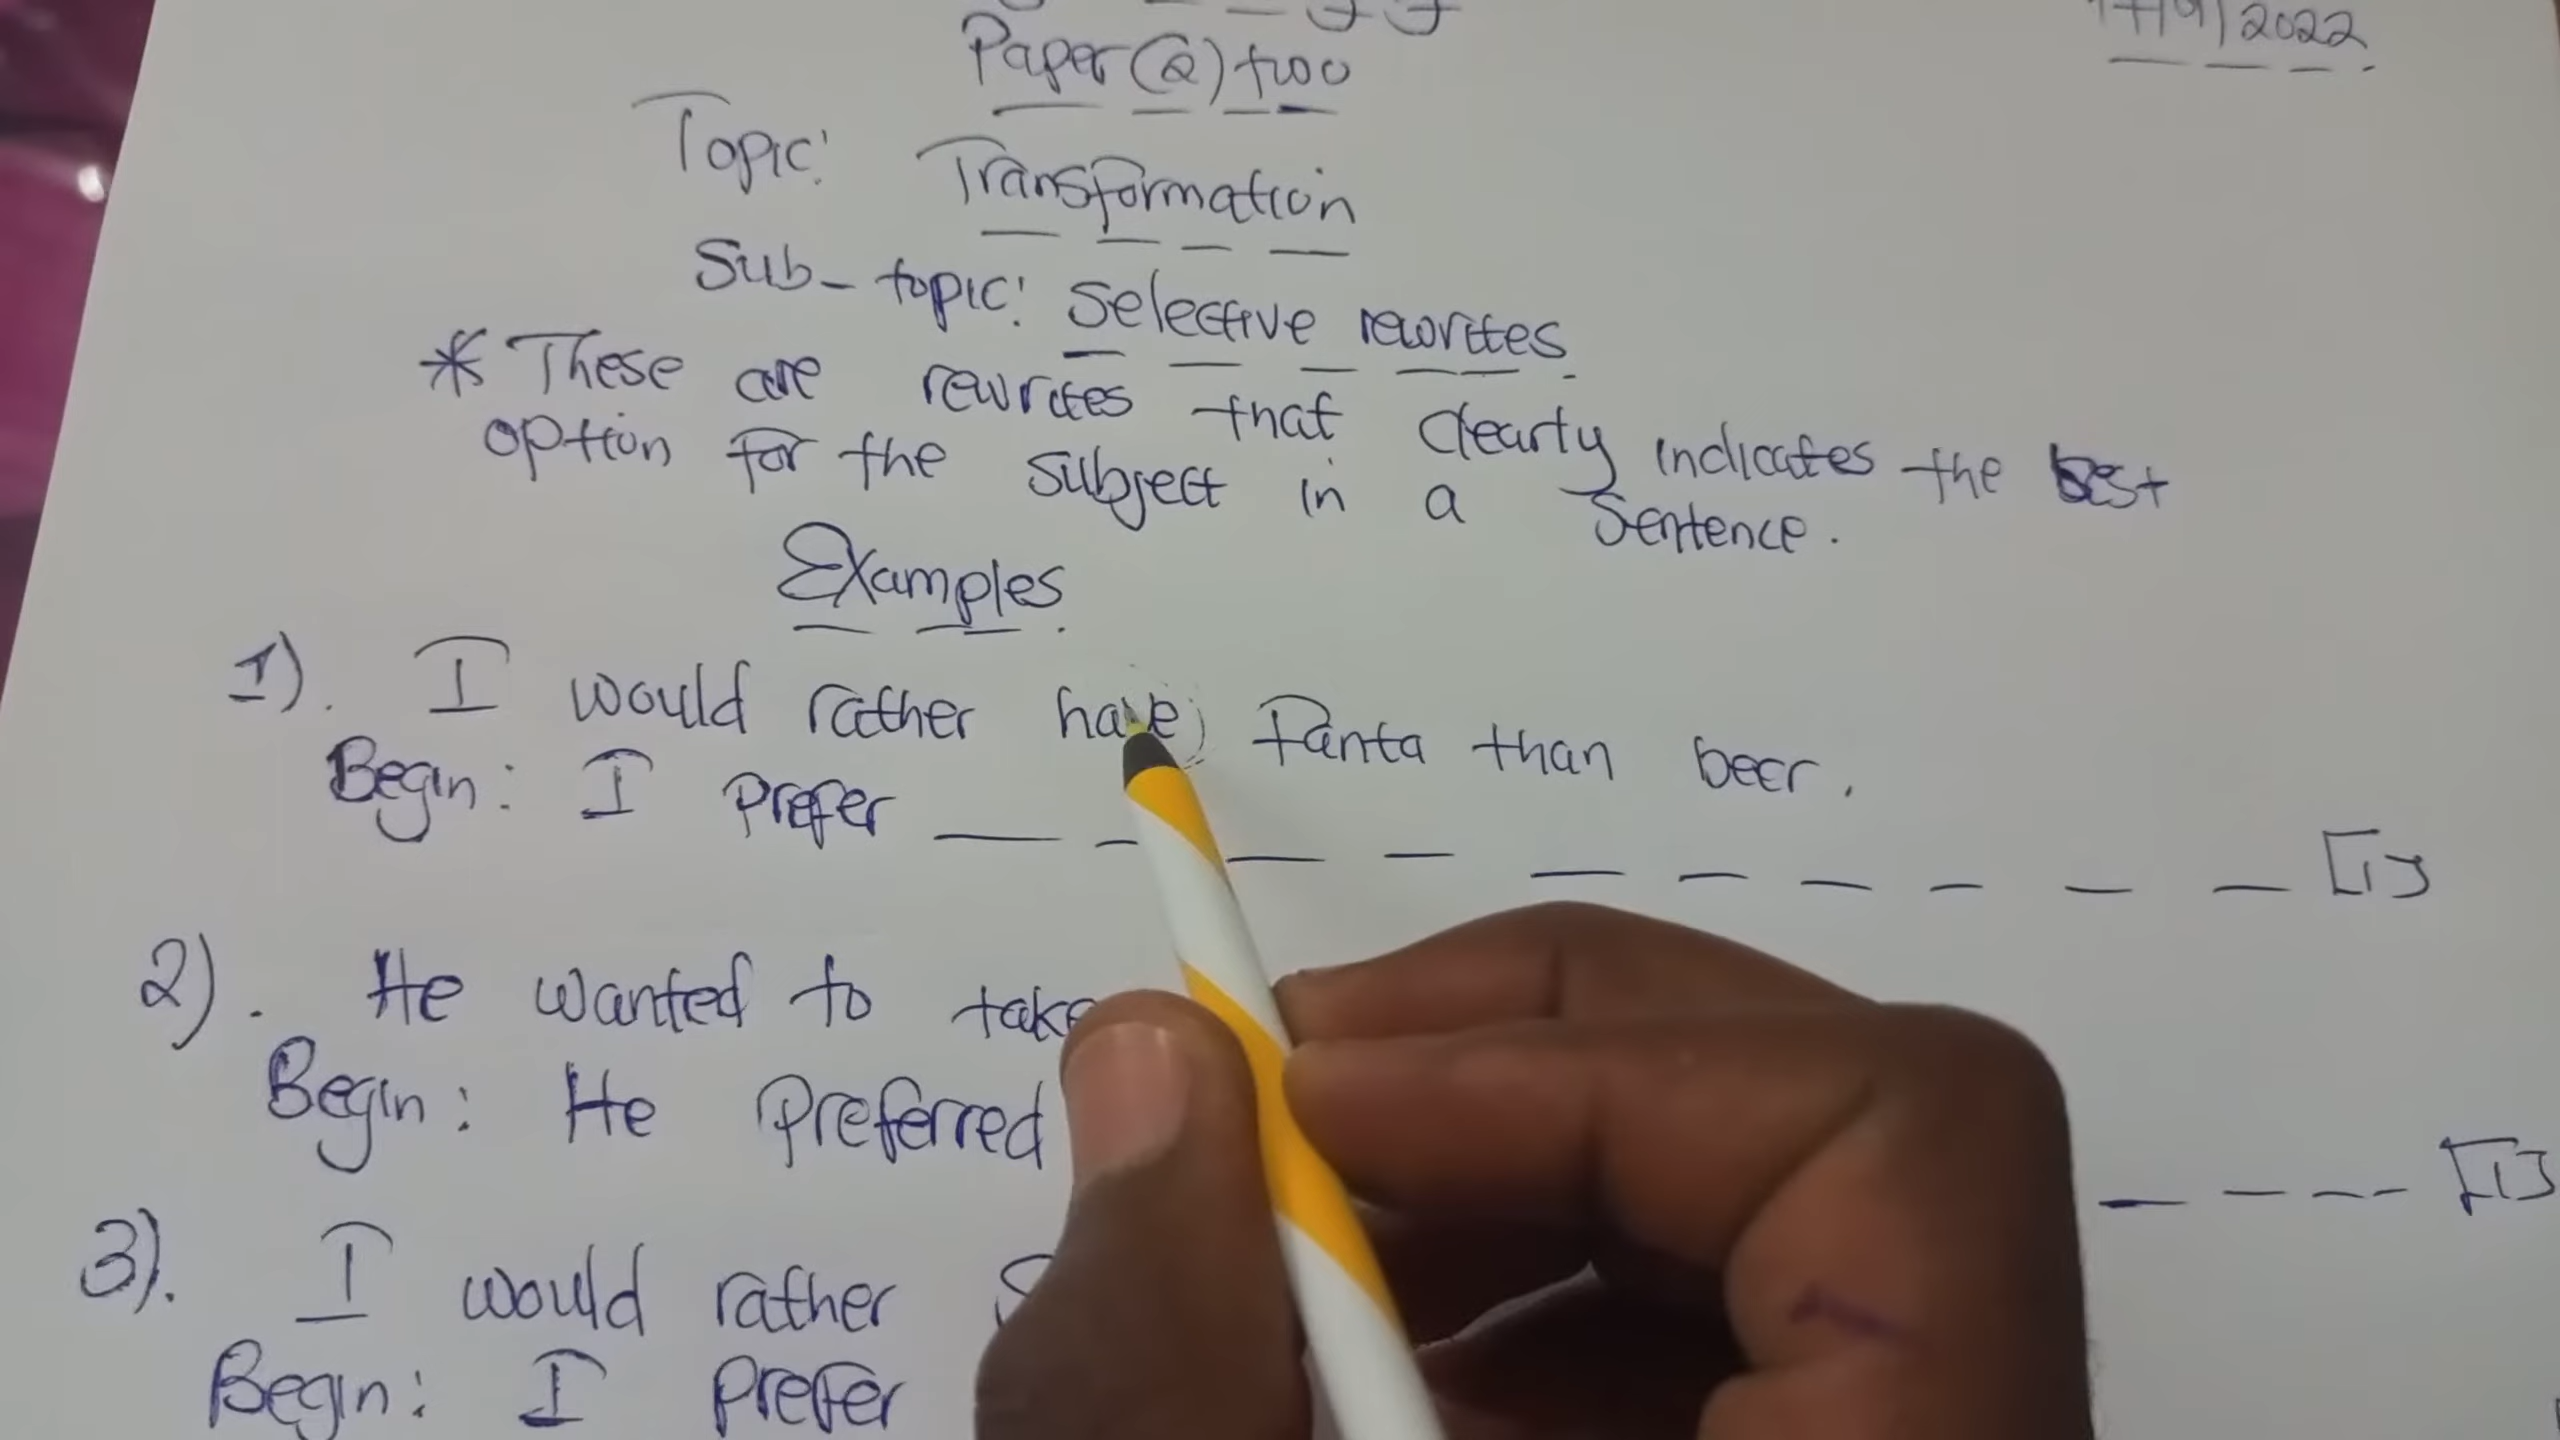 Paper (2) two
2022
Topic: Transformation
Sub-topic: Selective rewrites.
* These are rewrites that clearly indicates the best
option for the subject in a sentence.
Examples.
1). I would rather have Fanta than beer.
Begin: I prefer _ _ _ _ _ _ _ _ _ _ [1]
2). He wanted to take
Begin: He preferred _ _ _ _ [1]
3). I would rather
Begin: I prefer